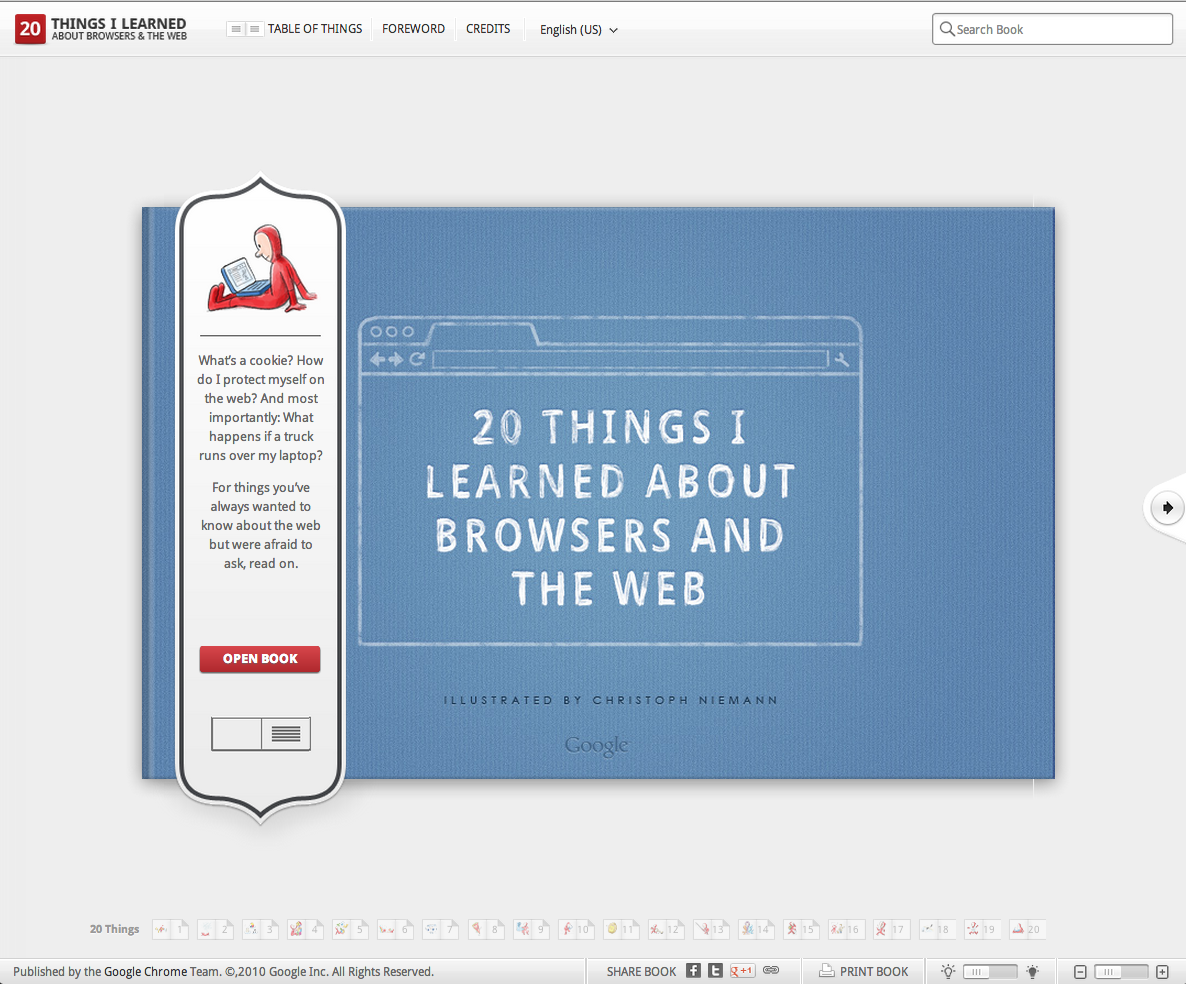 20 THINGS I LEARNED
ABOUT BROWSERS & THE WEB
TABLE OF THINGS
FOREWORD
CREDITS
English (US)
Search Book
What's a cookie? How
do I protect myself on
the web? And most
importantly: What
happens if a truck
runs over my laptop?
For things you've
always wanted to
know about the web
but were afraid to
ask, read on.
OPEN BOOK
20 THINGS I
LEARNED ABOUT
BROWSERS AND
THE WEB
ILLUSTRATED BY CHRISTOPH NIEMANN
Google
20 Things 1 2 3 4 5 6 7 8 9 10 11 12 13 14 15 16 17 18 19 20
Published by the Google Chrome Team. ©,2010 Google Inc. All Rights Reserved.
SHARE BOOK f t g +1
PRINT BOOK